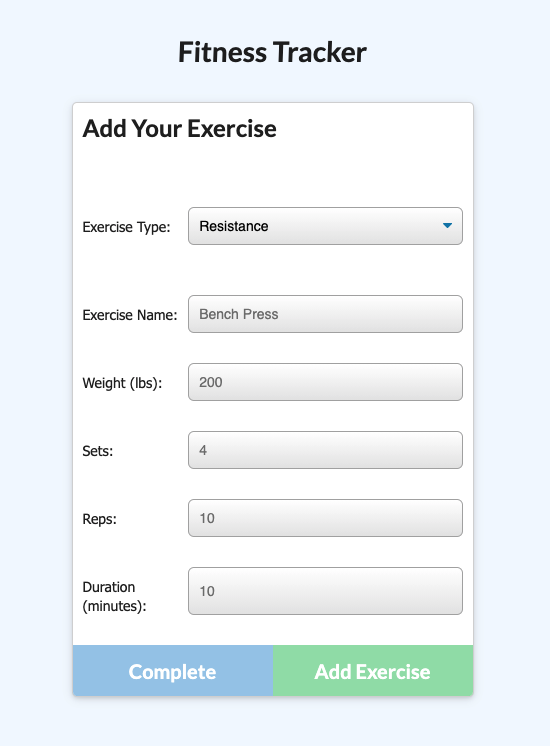 Fitness Tracker
Add Your Exercise
Exercise Type: Resistance
Exercise Name: Bench Press
Weight (lbs): 200
Sets: 4
Reps: 10
Duration
(minutes): 10
Complete Add Exercise